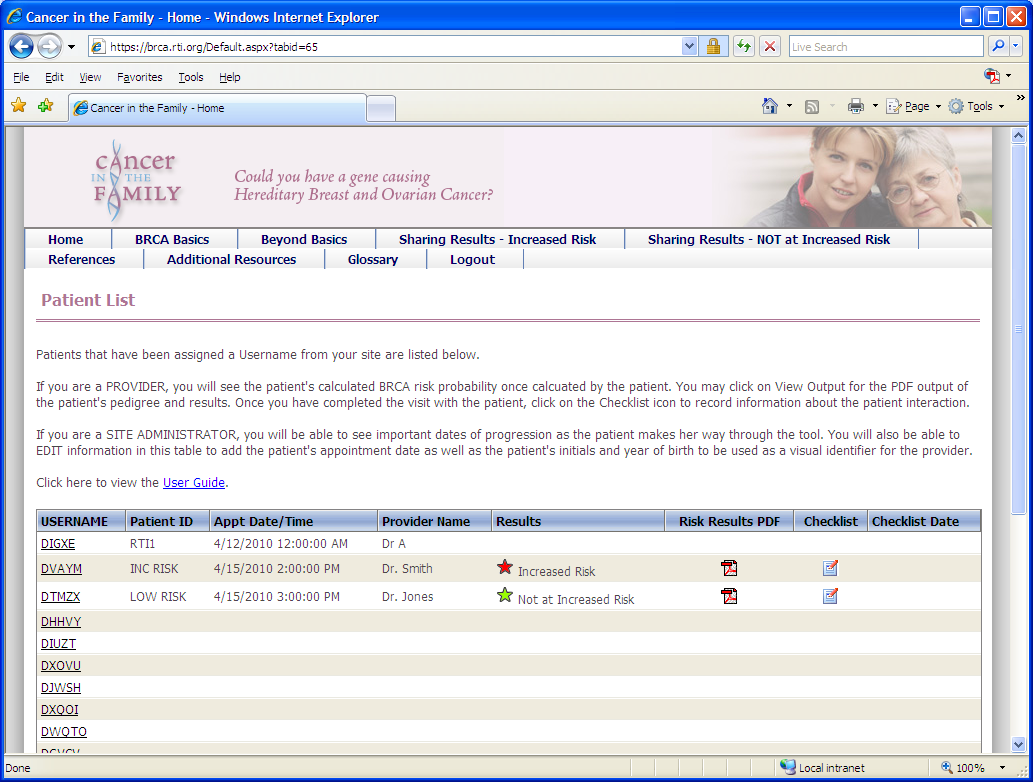 Cancer in the Family - Home - Windows Internet Explorer
https://brca.rti.org/Default.aspx?tabid=65
Live Search
File Edit View Favorites Tools Help
Cancer in the Family - Home
Page Tools
cancer
IN THE
FAMILY
Could you have a gene causing
Hereditary Breast and Ovarian Cancer?
Home BRCA Basics Beyond Basics Sharing Results - Increased Risk Sharing Results - NOT at Increased Risk
References Additional Resources Glossary Logout
Patient List
Patients that have been assigned a Username from your site are listed below.
If you are a PROVIDER, you will see the patient's calculated BRCA risk probability once calcuated by the patient. You may click on View Output for the PDF output of
the patient's pedigree and results. Once you have completed the visit with the patient, click on the Checklist icon to record information about the patient interaction.
If you are a SITE ADMINISTRATOR, you will be able to see important dates of progression as the patient makes her way through the tool. You will also be able to
EDIT information in this table to add the patient's appointment date as well as the patient's initials and year of birth to be used as a visual identifier for the provider.
Click here to view the User Guide.
USERNAME Patient ID Appt Date/Time Provider Name Results Risk Results PDF Checklist Checklist Date
DIGXE RTI1 4/12/2010 12:00:00 AM Dr A
DVAYM INC RISK 4/15/2010 2:00:00 PM Dr. Smith Increased Risk
DTMZX LOW RISK 4/15/2010 3:00:00 PM Dr. Jones Not at Increased Risk
DHHVY
DIUZT
DXOVU
DJWSH
DXQOI
DWQTO
Done Local intranet 100%